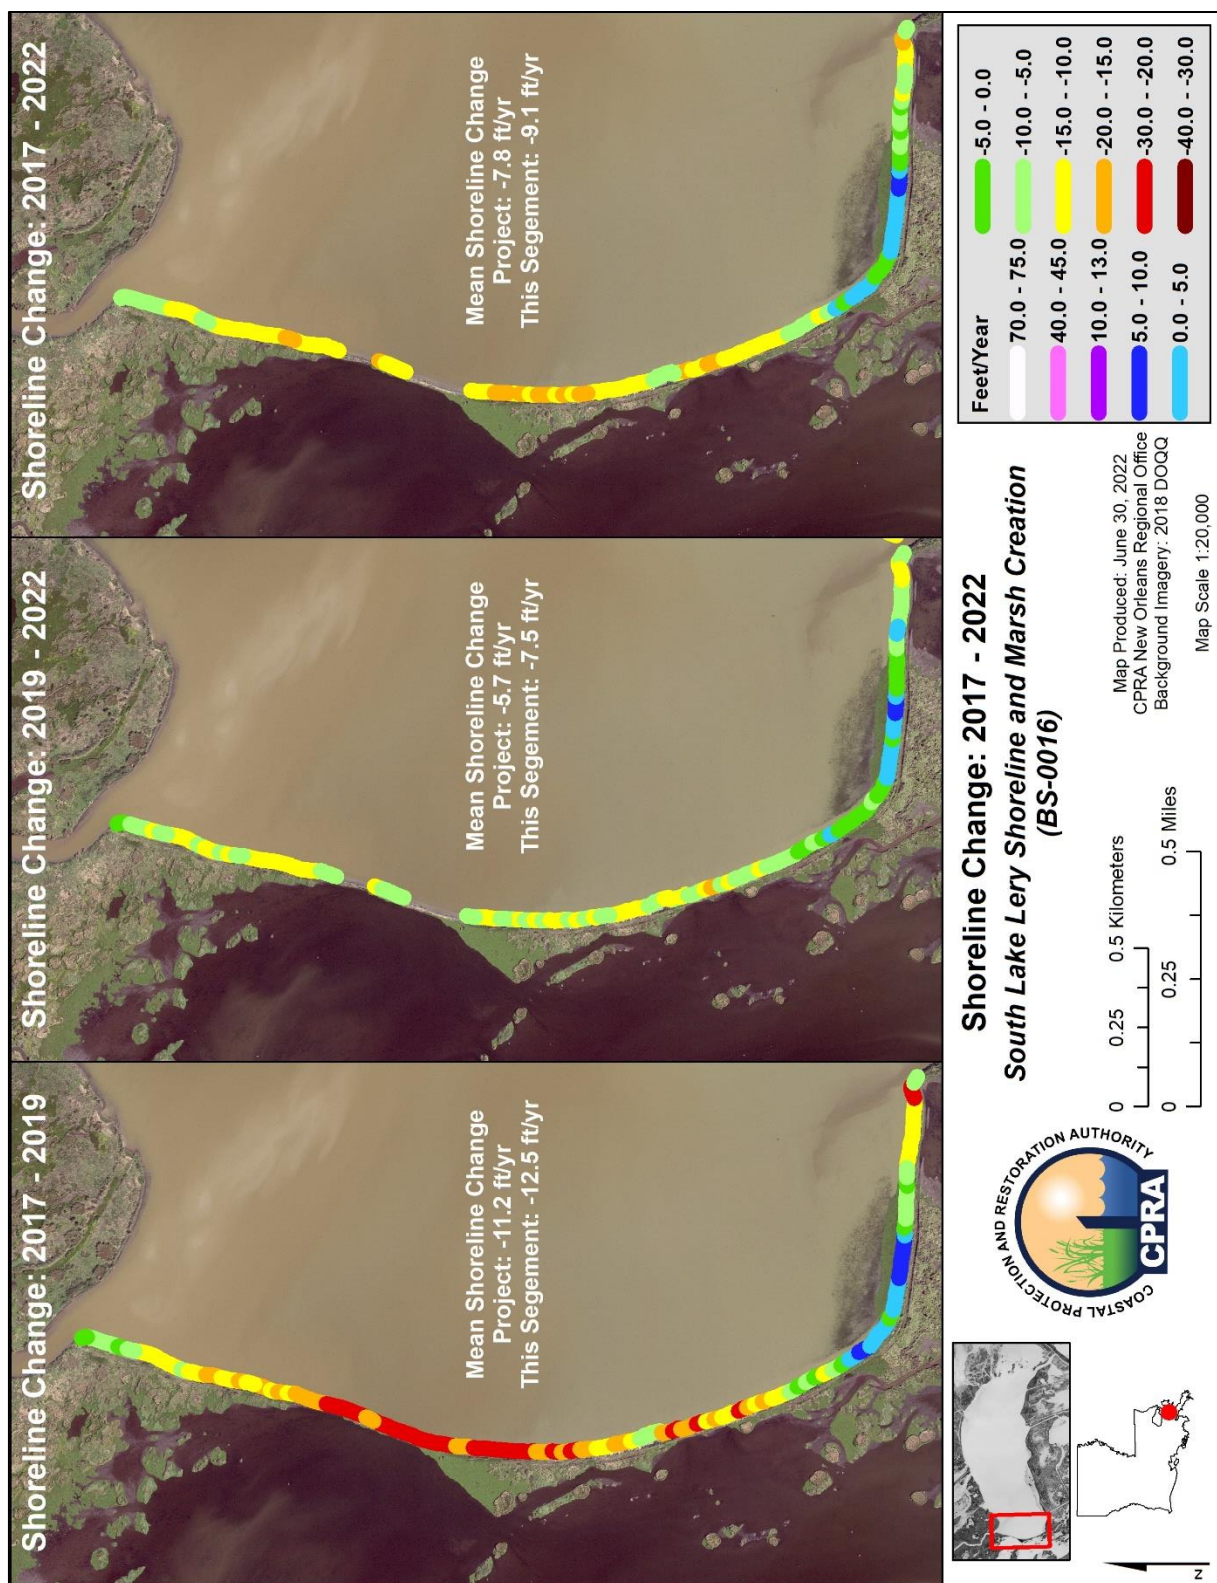 Shoreline Change: 2017 - 2019
Mean Shoreline Change
Project: -11.2 ft/yr
This Segement: -12.5 ft/yr
Shoreline Change: 2019 - 2022
Mean Shoreline Change
Project: -5.7 ft/yr
This Segement: -7.5 ft/yr
Shoreline Change: 2017 - 2022
Mean Shoreline Change
Project: -7.8 ft/yr
This Segement: -9.1 ft/yr
N
COASTAL PROTECTION AND RESTORATION AUTHORITY
CPRA
Shoreline Change: 2017 - 2022
South Lake Lery Shoreline and Marsh Creation
(BS-0016)
0 0.25 0.5 Kilometers
0 0.25 0.5 Miles
Map Produced: June 30, 2022
CPRA New Orleans Regional Office
Background Imagery: 2018 DOQQ
Map Scale 1:20,000
Feet/Year
70.0 - 75.0
40.0 - 45.0
10.0 - 13.0
5.0 - 10.0
0.0 - 5.0
-5.0 - 0.0
-10.0 - -5.0
-15.0 - -10.0
-20.0 - -15.0
-30.0 - -20.0
-40.0 - -30.0